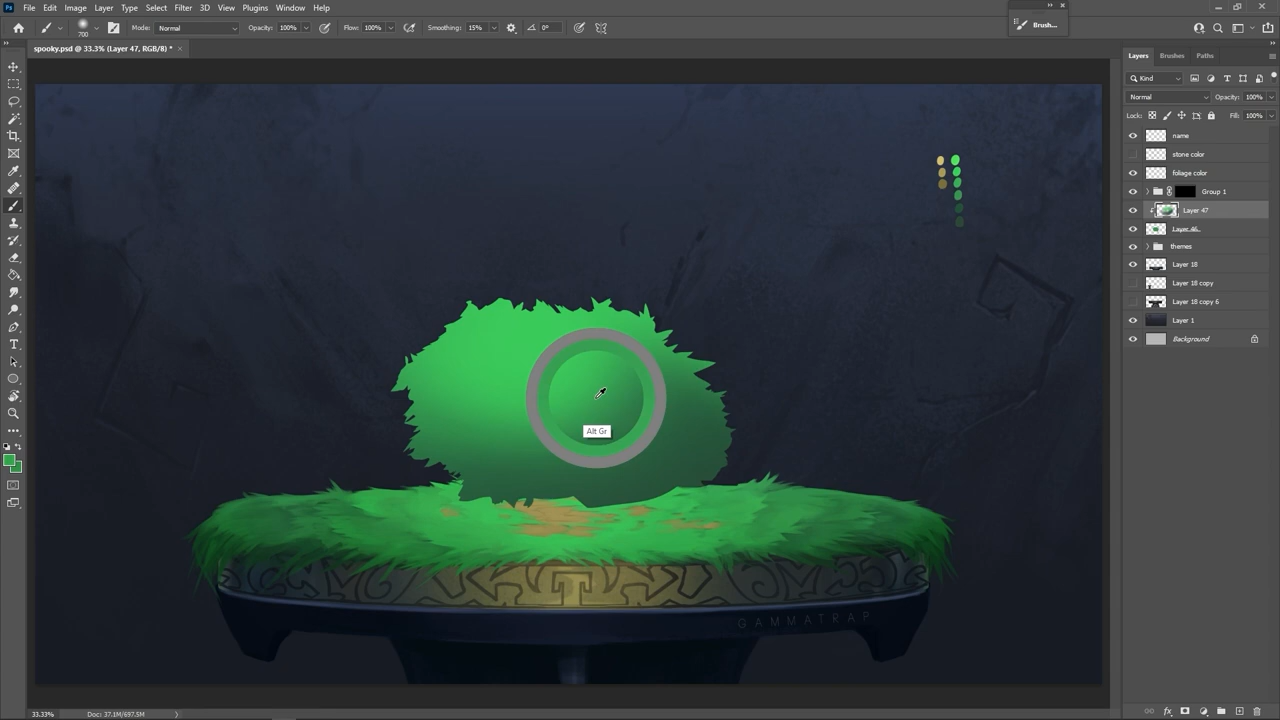 File Edit Image Layer Type Select Filter 3D View Plugins Window Help
Brush...
700
Mode: Normal Opacity: 100% Flow: 100% Smoothing: 15% 0°
spooky.psd @ 33.3% (Layer 47, RGB/8) *
Layers Brushes Paths
Kind
Normal Opacity: 100%
Lock: Fill: 100%
name
stone color
foliage color
Group 1
Layer 47
Layer 46
themes
Layer 18
Layer 18 copy
Layer 18 copy 6
Layer 1
Background
Alt Gr
GAMMATRAP
33.33% Doc: 37.1M/697.5M